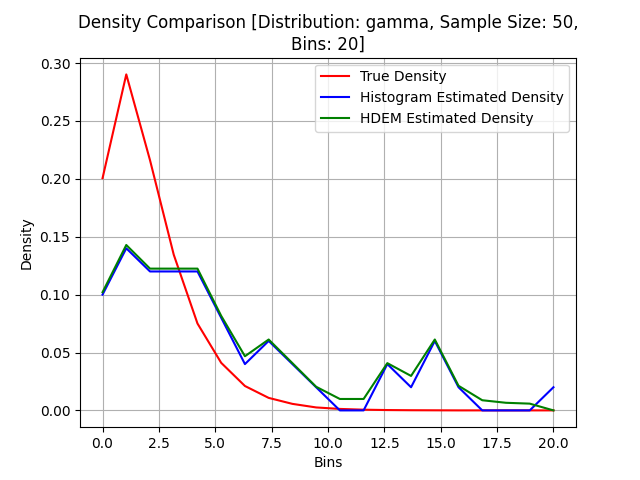 Density Comparison [Distribution: gamma, Sample Size: 50,
Bins: 20]
True Density
Histogram Estimated Density
HDEM Estimated Density
Density
0.30
0.25
0.20
0.15
0.10
0.05
0.00
0.0 2.5 5.0 7.5 10.0 12.5 15.0 17.5 20.0
Bins